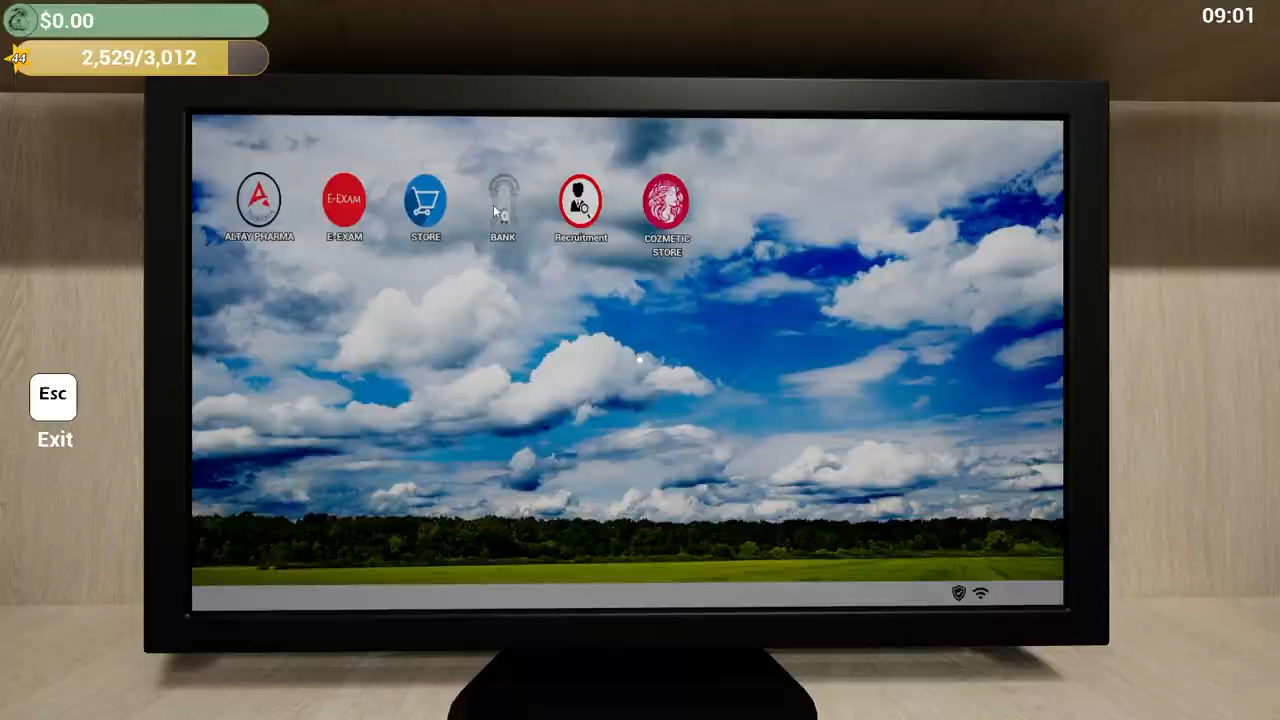 $0.00
44
2,529/3,012
09:01
E-EXAM
ALTAY PHARMA
E-EXAM
STORE
BANK
Recruitment
COZMETIC
STORE
Esc
Exit